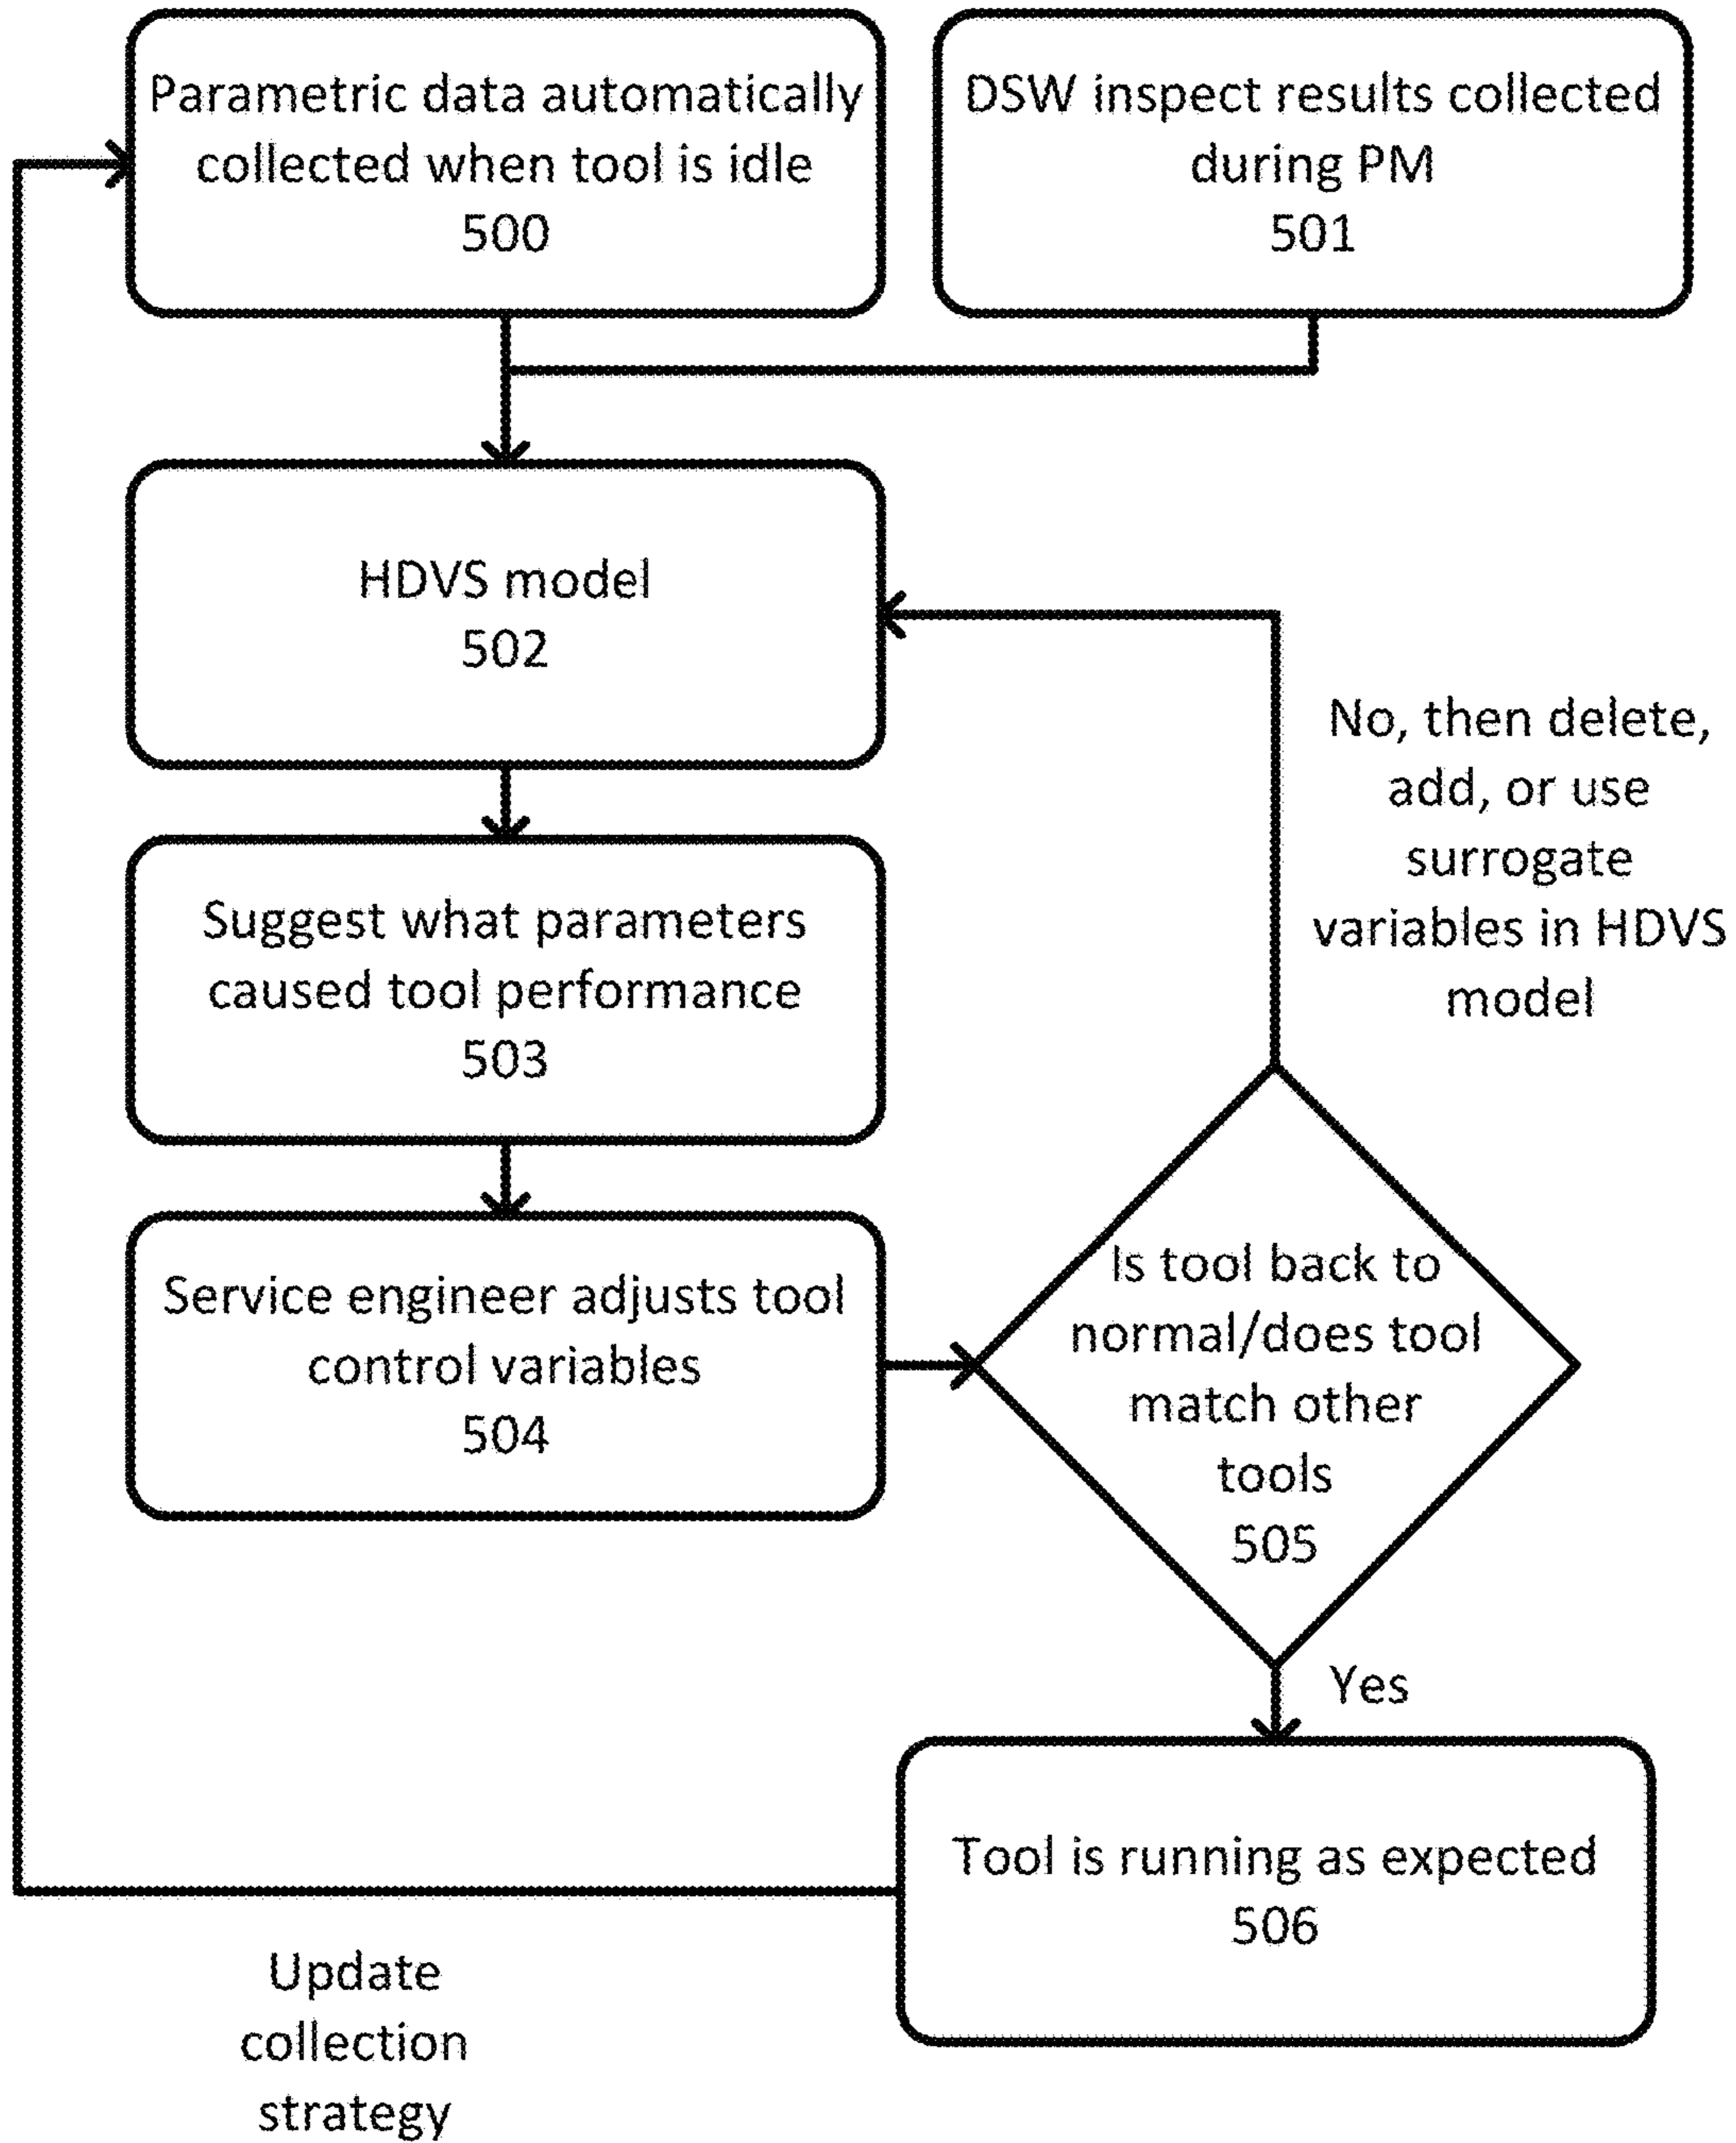 Parametric data automatically
collected when tool is idle
500
DSW inspect results collected
during PM
501
HDVS model
502
No, then delete,
add, or use
surrogate
variables in HDVS
model
Suggest what parameters
caused tool performance
503
Service engineer adjusts tool
control variables
504
Is tool back to
normal/does tool
match other
tools
505
Yes
Tool is running as expected
506
Update
collection
strategy